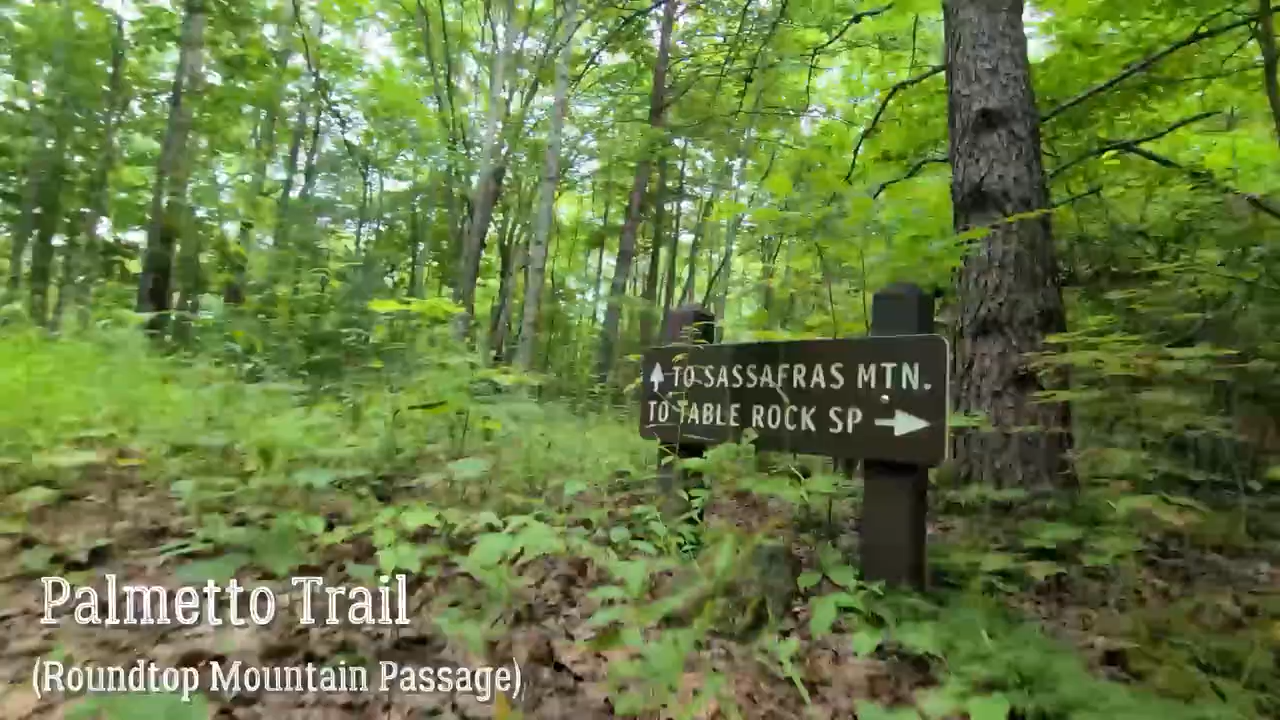 TO SASSAFRAS MTN.
TO TABLE ROCK SP
Palmetto Trail
(Roundtop Mountain Passage)